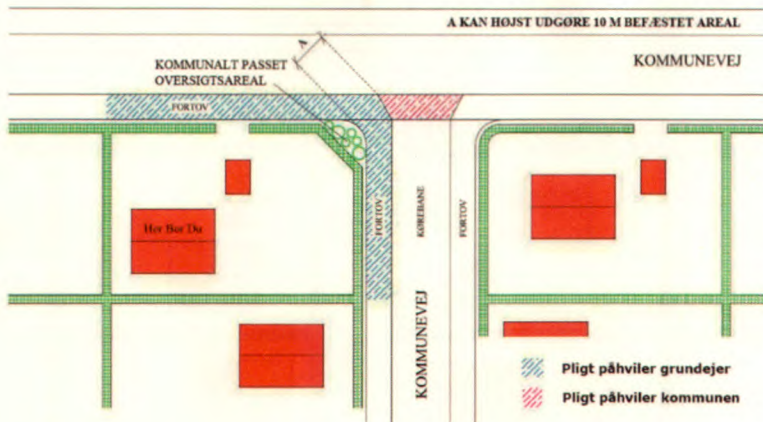 A KAN HØJST UDGØRE 10 M BEFÆSTET AREAL
KOMMUNEVEJ
A
KOMMUNALT PASSET
OVERSIGTSAREAL
FORTOV
Her Bor Du
FORTOV
KØREBANE
FORTOV
KOMMUNEVEJ
Pligt påhviler grundejer
Pligt påhviler kommunen